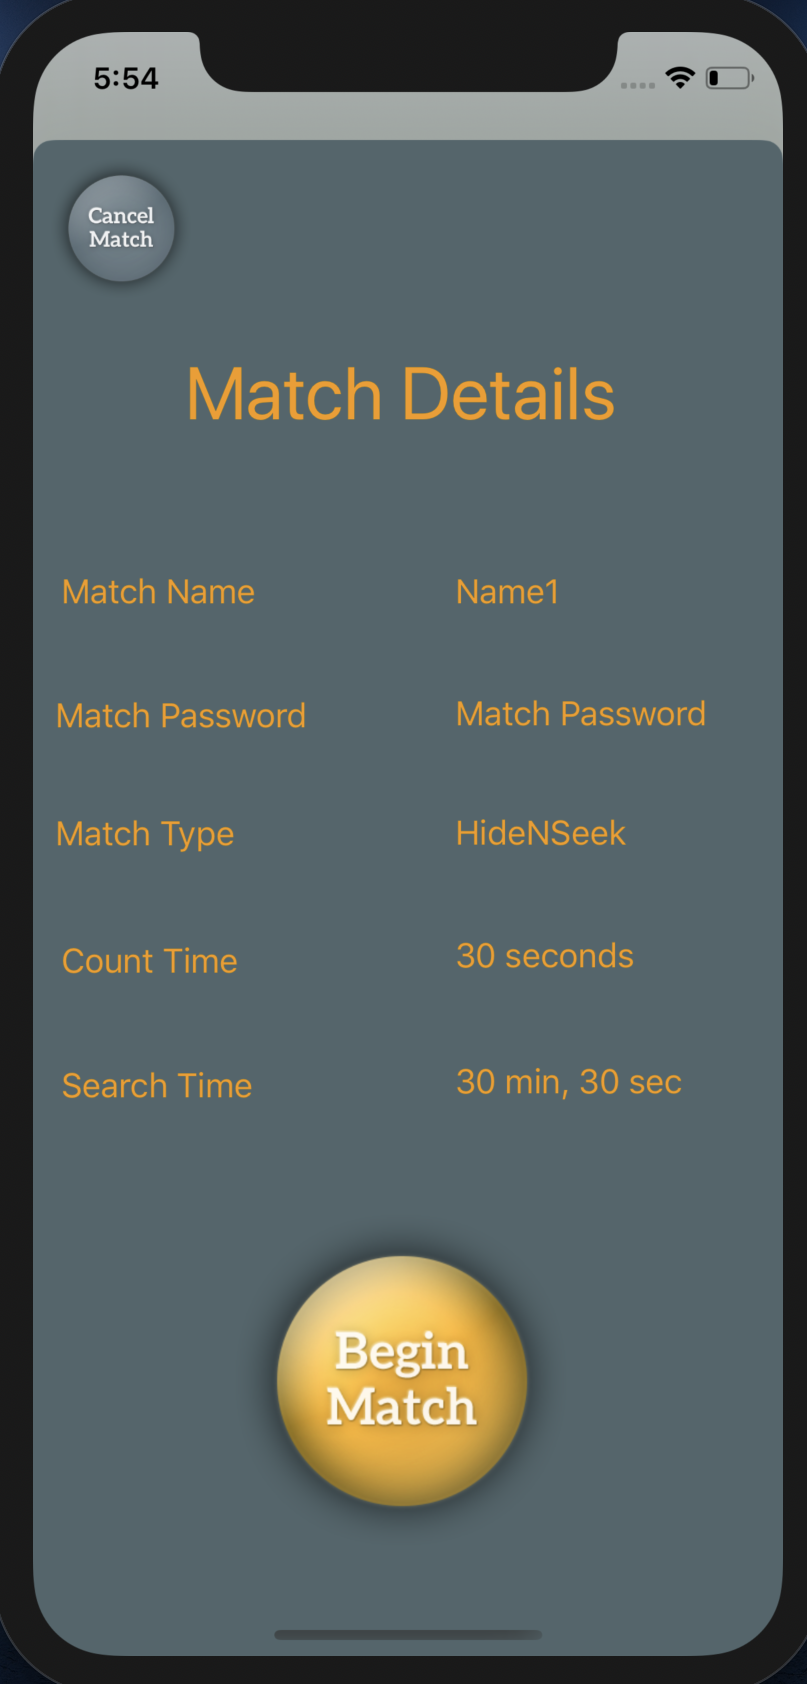 5:54
Cancel
Match
Match Details
Match Name Name1
Match Password Match Password
Match Type HideNSeek
Count Time 30 seconds
Search Time 30 min, 30 sec
Begin
Match